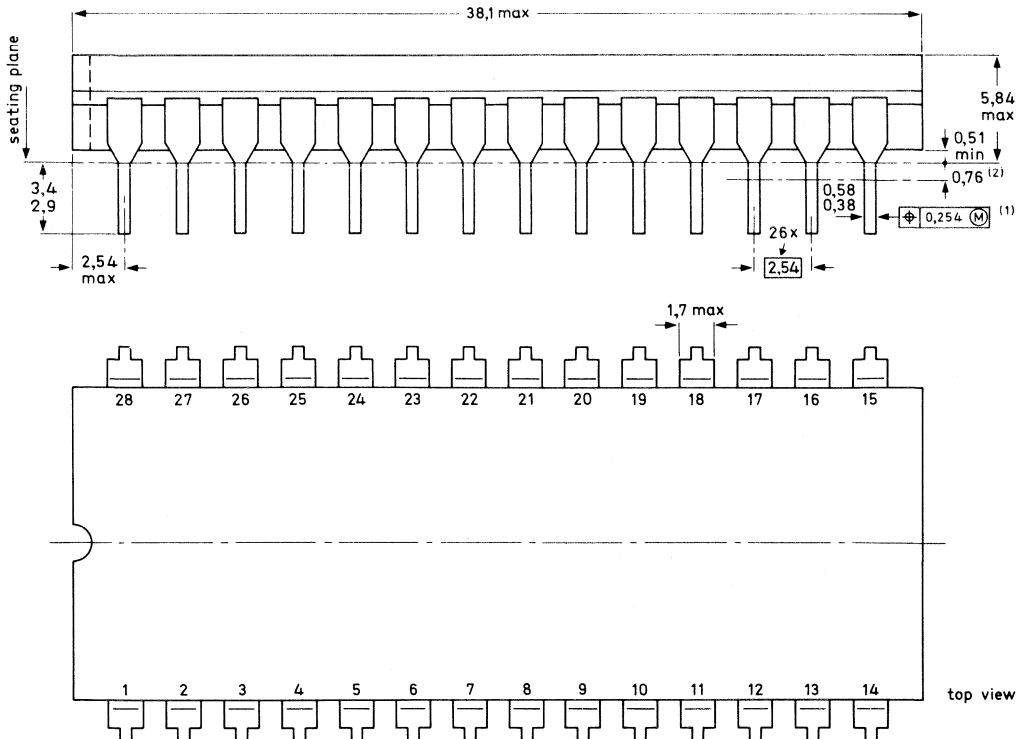 38,1 max
seating plane
5,84
max
0,51
min
0,76 (2)
3,4
2,9
0,58
0,38
⌖ 0,254 Ⓜ (1)
26x
2,54
2,54
max
1,7 max
28 27 26 25 24 23 22 21 20 19 18 17 16 15
1 2 3 4 5 6 7 8 9 10 11 12 13 14
top view